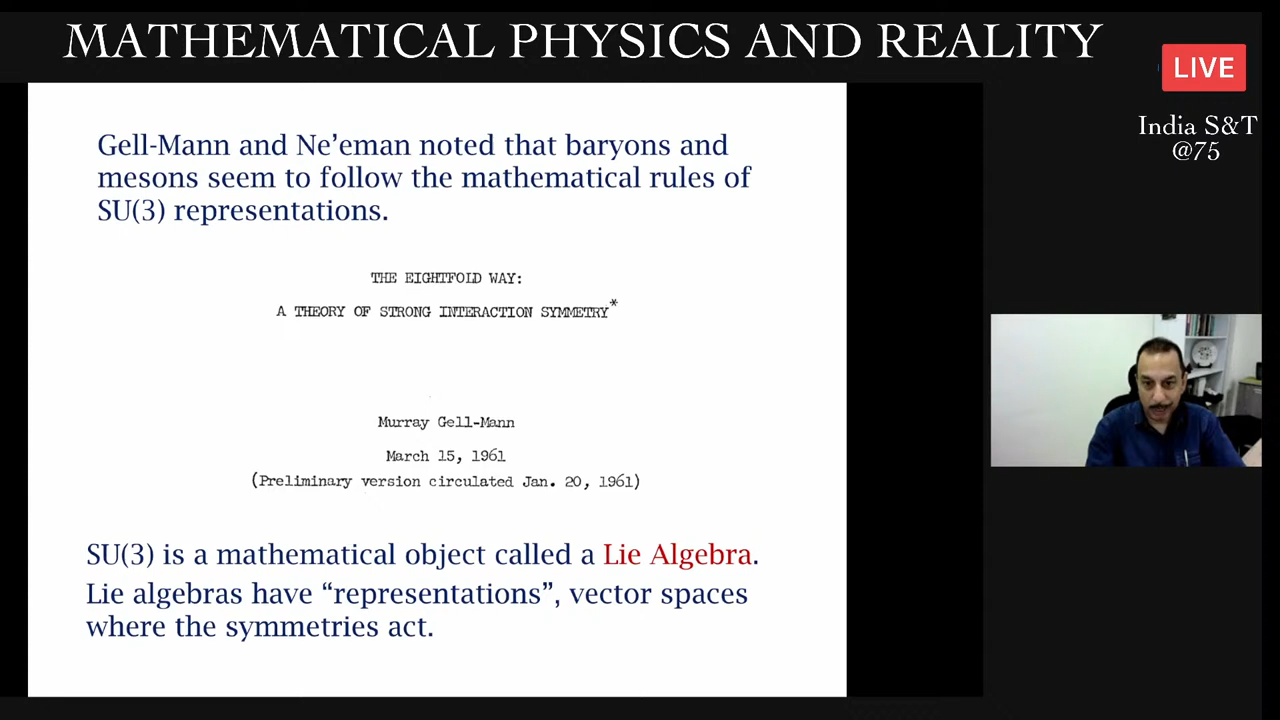 MATHEMATICAL PHYSICS AND REALITY
LIVE
India S&T
@75
Gell-Mann and Ne’eman noted that baryons and
mesons seem to follow the mathematical rules of
SU(3) representations.
THE EIGHTFOLD WAY:
A THEORY OF STRONG INTERACTION SYMMETRY*
Murray Gell-Mann
March 15, 1961
(Preliminary version circulated Jan. 20, 1961)
SU(3) is a mathematical object called a Lie Algebra.
Lie algebras have “representations”, vector spaces
where the symmetries act.